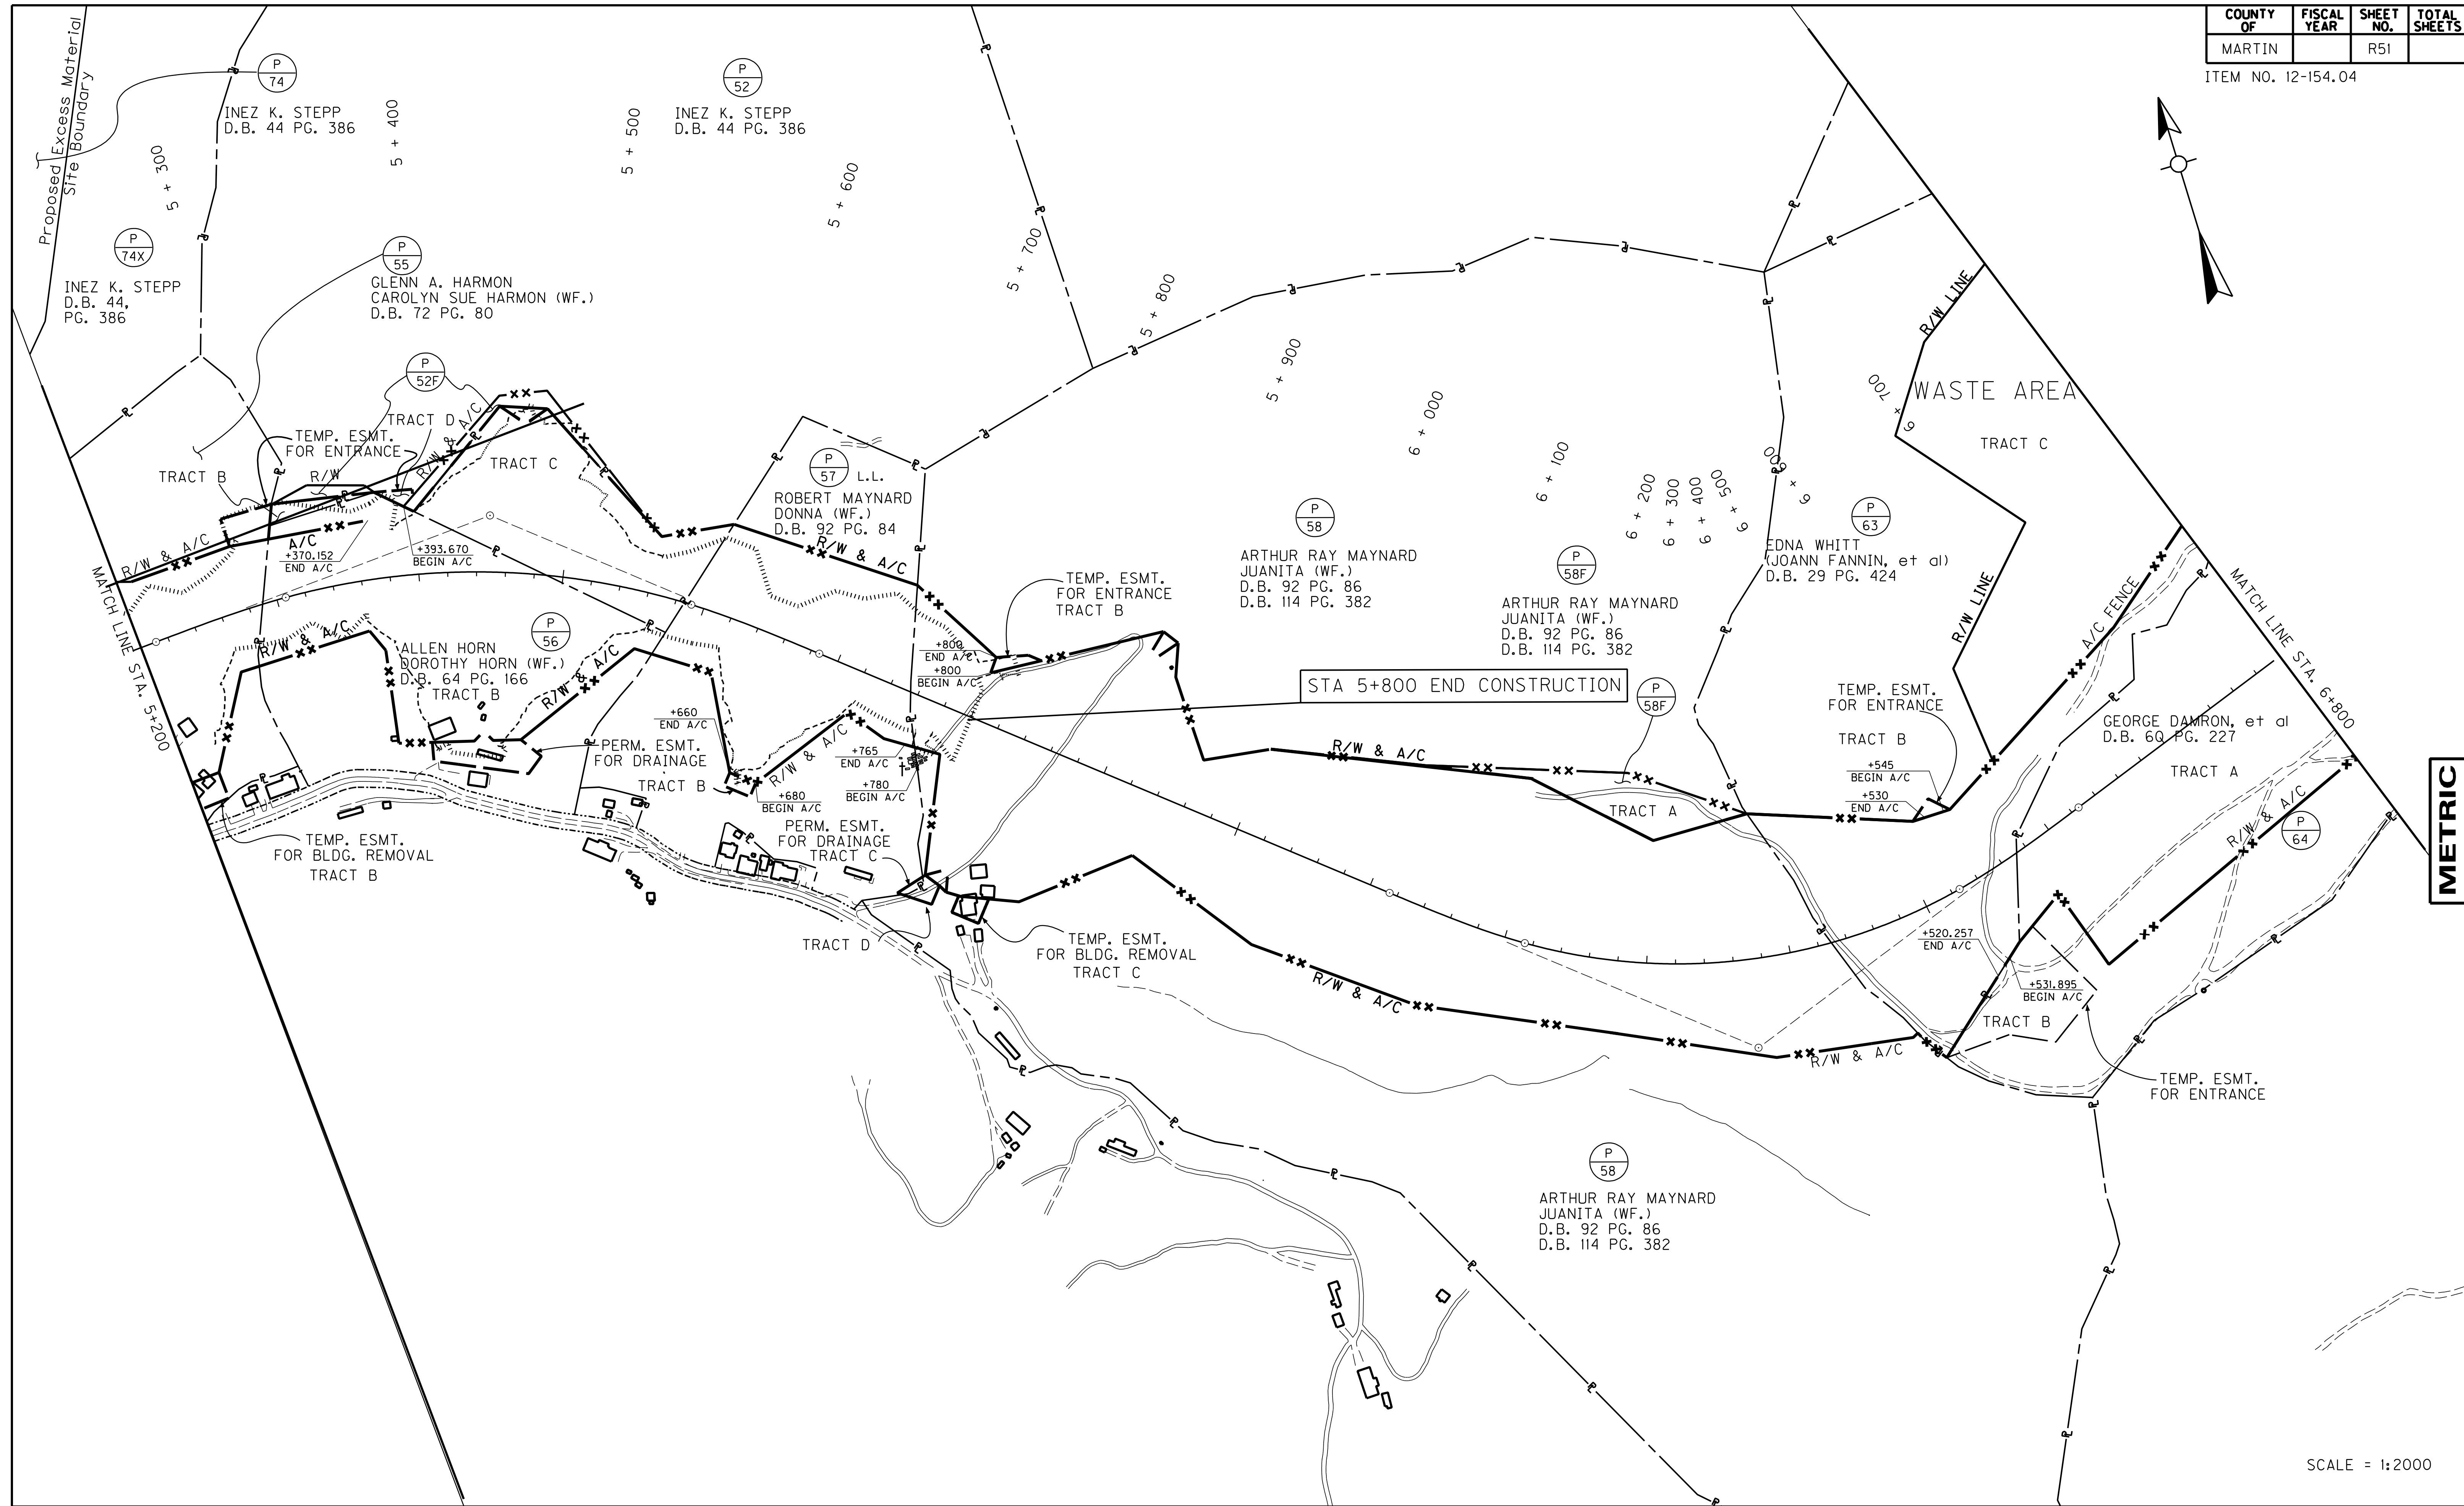 COUNTY OF
FISCAL YEAR
SHEET NO.
TOTAL SHEETS
MARTIN
R51
ITEM NO. 12-154.04
Proposed Excess Material
Site Boundary
P
74
INEZ K. STEPP
D.B. 44 PG. 386
P
52
INEZ K. STEPP
D.B. 44 PG. 386
5 + 300
5 + 400
5 + 500
5 + 600
5 + 700
5 + 800
5 + 900
6 + 000
6 + 100
6 + 200
6 + 300
6 + 400
6 + 500
6 + 600
6 + 700
P
74X
INEZ K. STEPP
D.B. 44,
PG. 386
P
55
GLENN A. HARMON
CAROLYN SUE HARMON (WF.)
D.B. 72 PG. 80
P
52F
TRACT D
TEMP. ESMT.
FOR ENTRANCE
TRACT B
R/W
R/W & A/C
TRACT C
R/W & A/C
A/C
+370.152
END A/C
+393.670
BEGIN A/C
P
57
L.L.
ROBERT MAYNARD
DONNA (WF.)
D.B. 92 PG. 84
R/W & A/C
P
58
ARTHUR RAY MAYNARD
JUANITA (WF.)
D.B. 92 PG. 86
D.B. 114 PG. 382
P
58F
ARTHUR RAY MAYNARD
JUANITA (WF.)
D.B. 92 PG. 86
D.B. 114 PG. 382
P
63
EDNA WHITT
(JOANN FANNIN, et al)
D.B. 29 PG. 424
R/W LINE
WASTE AREA
TRACT C
R/W LINE
A/C FENCE
MATCH LINE STA. 6+800
MATCH LINE STA. 5+200
R/W & A/C
P
56
ALLEN HORN
DOROTHY HORN (WF.)
D.B. 64 PG. 166
TRACT B
R/W & A/C
TEMP. ESMT.
FOR ENTRANCE
TRACT B
+800
END A/C
+800
BEGIN A/C
STA 5+800 END CONSTRUCTION
P
58F
R/W & A/C
TRACT A
TEMP. ESMT.
FOR ENTRANCE
TRACT B
+545
BEGIN A/C
+530
END A/C
GEORGE DAMRON, et al
D.B. 6Q PG. 227
TRACT A
P
64
R/W & A/C
METRIC
+660
END A/C
PERM. ESMT.
FOR DRAINAGE
TRACT B
+680
BEGIN A/C
R/W & A/C
+765
END A/C
+780
BEGIN A/C
TEMP. ESMT.
FOR BLDG. REMOVAL
TRACT B
PERM. ESMT.
FOR DRAINAGE
TRACT C
TRACT D
TEMP. ESMT.
FOR BLDG. REMOVAL
TRACT C
R/W & A/C
R/W & A/C
+520.257
END A/C
+531.895
BEGIN A/C
TRACT B
TEMP. ESMT.
FOR ENTRANCE
P
58
ARTHUR RAY MAYNARD
JUANITA (WF.)
D.B. 92 PG. 86
D.B. 114 PG. 382
SCALE = 1:2000